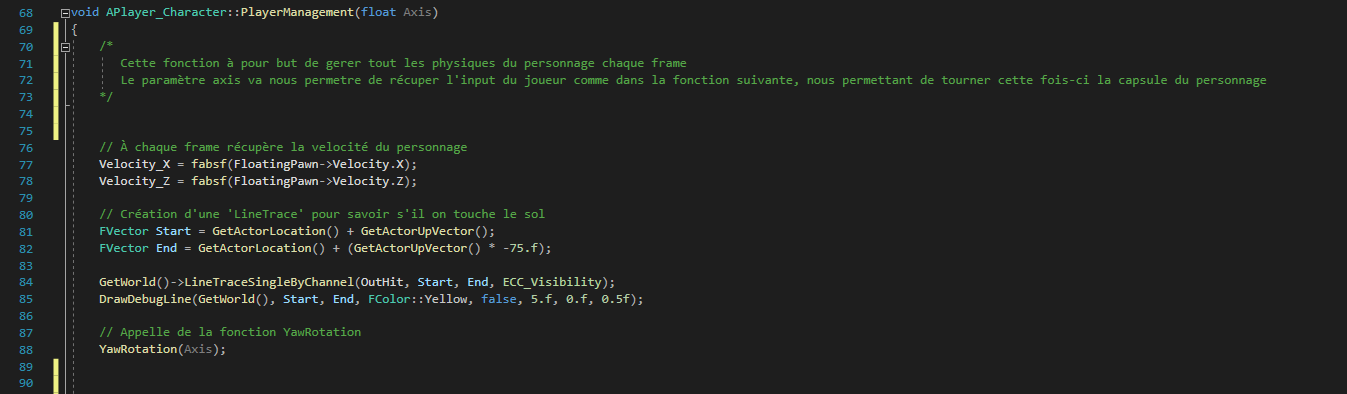 68 void APlayer_Character::PlayerManagement(float Axis)
69 {
70 /*
71 Cette fonction à pour but de gerer tout les physiques du personnage chaque frame
72 Le paramètre axis va nous permetre de récuper l'input du joueur comme dans la fonction suivante, nous permettant de tourner cette fois-ci la capsule du personnage
73 */
74
75
76 // À chaque frame récupère la velocité du personnage
77 Velocity_X = fabsf(FloatingPawn->Velocity.X);
78 Velocity_Z = fabsf(FloatingPawn->Velocity.Z);
79
80 // Création d'une 'LineTrace' pour savoir s'il on touche le sol
81 FVector Start = GetActorLocation() + GetActorUpVector();
82 FVector End = GetActorLocation() + (GetActorUpVector() * -75.f);
83
84 GetWorld()->LineTraceSingleByChannel(OutHit, Start, End, ECC_Visibility);
85 DrawDebugLine(GetWorld(), Start, End, FColor::Yellow, false, 5.f, 0.f, 0.5f);
86
87 // Appelle de la fonction YawRotation
88 YawRotation(Axis);
89
90